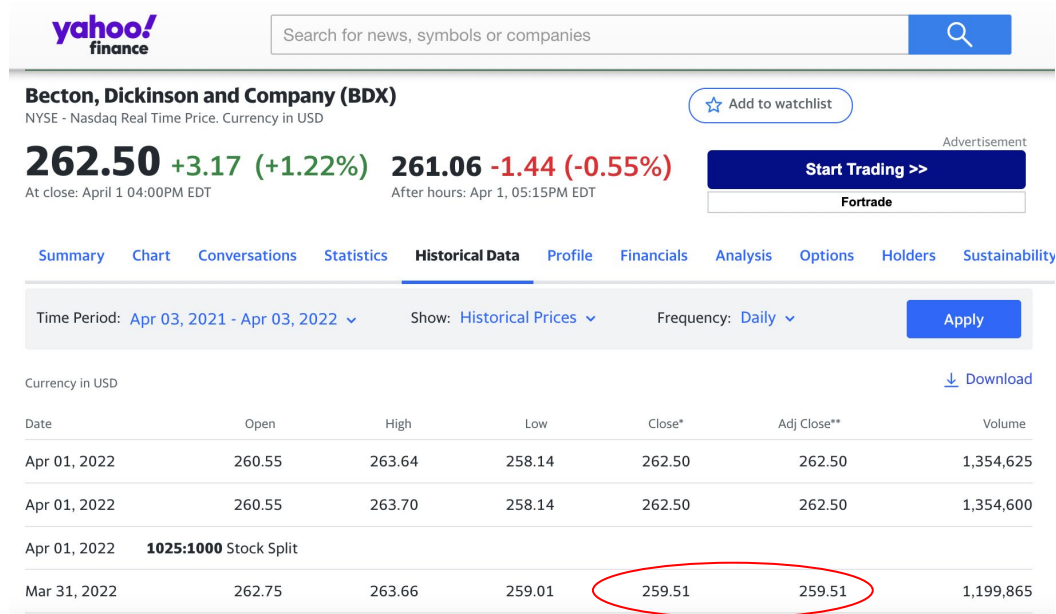 yahoo!
finance
Search for news, symbols or companies
Becton, Dickinson and Company (BDX)
NYSE - Nasdaq Real Time Price. Currency in USD
Add to watchlist
262.50 +3.17 (+1.22%) 261.06 -1.44 (-0.55%)
At close: April 1 04:00PM EDT After hours: Apr 1, 05:15PM EDT
Advertisement
Start Trading >>
Fortrade
Summary Chart Conversations Statistics Historical Data Profile Financials Analysis Options Holders Sustainability
Time Period: Apr 03, 2021 - Apr 03, 2022 Show: Historical Prices Frequency: Daily Apply
Currency in USD Download
Date Open High Low Close* Adj Close** Volume
Apr 01, 2022 260.55 263.64 258.14 262.50 262.50 1,354,625
Apr 01, 2022 260.55 263.70 258.14 262.50 262.50 1,354,600
Apr 01, 2022 1025:1000 Stock Split
Mar 31, 2022 262.75 263.66 259.01 259.51 259.51 1,199,865